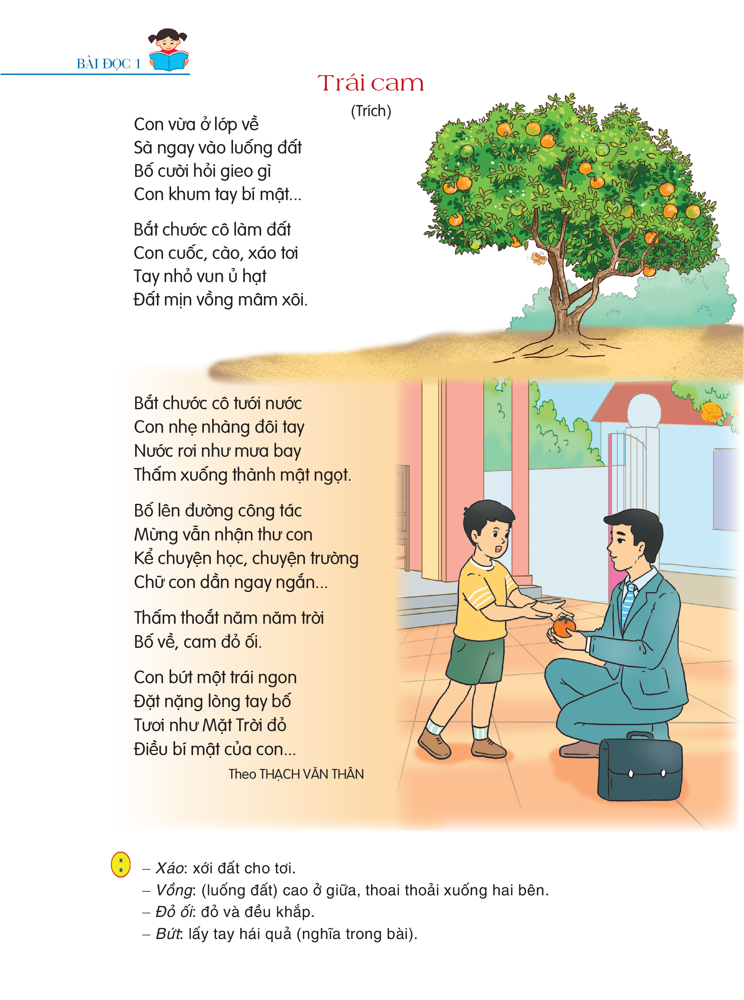 BÀI ĐỌC 1
Trái cam
(Trích)
Con vừa ở lớp về
Sà ngay vào luống đất
Bố cười hỏi gieo gì
Con khum tay bí mật...
Bắt chước cô làm đất
Con cuốc, cào, xáo tơi
Tay nhỏ vun ủ hạt
Đất mịn vồng mâm xôi.
Bắt chước cô tưới nước
Con nhẹ nhàng đôi tay
Nước rơi như mưa bay
Thấm xuống thành mật ngọt.
Bố lên đường công tác
Mừng vẫn nhận thư con
Kể chuyện học, chuyện trường
Chữ con dần ngay ngắn...
Thấm thoắt năm năm trời
Bố về, cam đỏ ối.
Con bứt một trái ngon
Đặt nặng lòng tay bố
Tươi như Mặt Trời đỏ
Điều bí mật của con...
Theo THẠCH VĂN THÂN
– Xáo: xới đất cho tơi.
– Vồng: (luống đất) cao ở giữa, thoai thoải xuống hai bên.
– Đỏ ối: đỏ và đều khắp.
– Bứt: lấy tay hái quả (nghĩa trong bài).